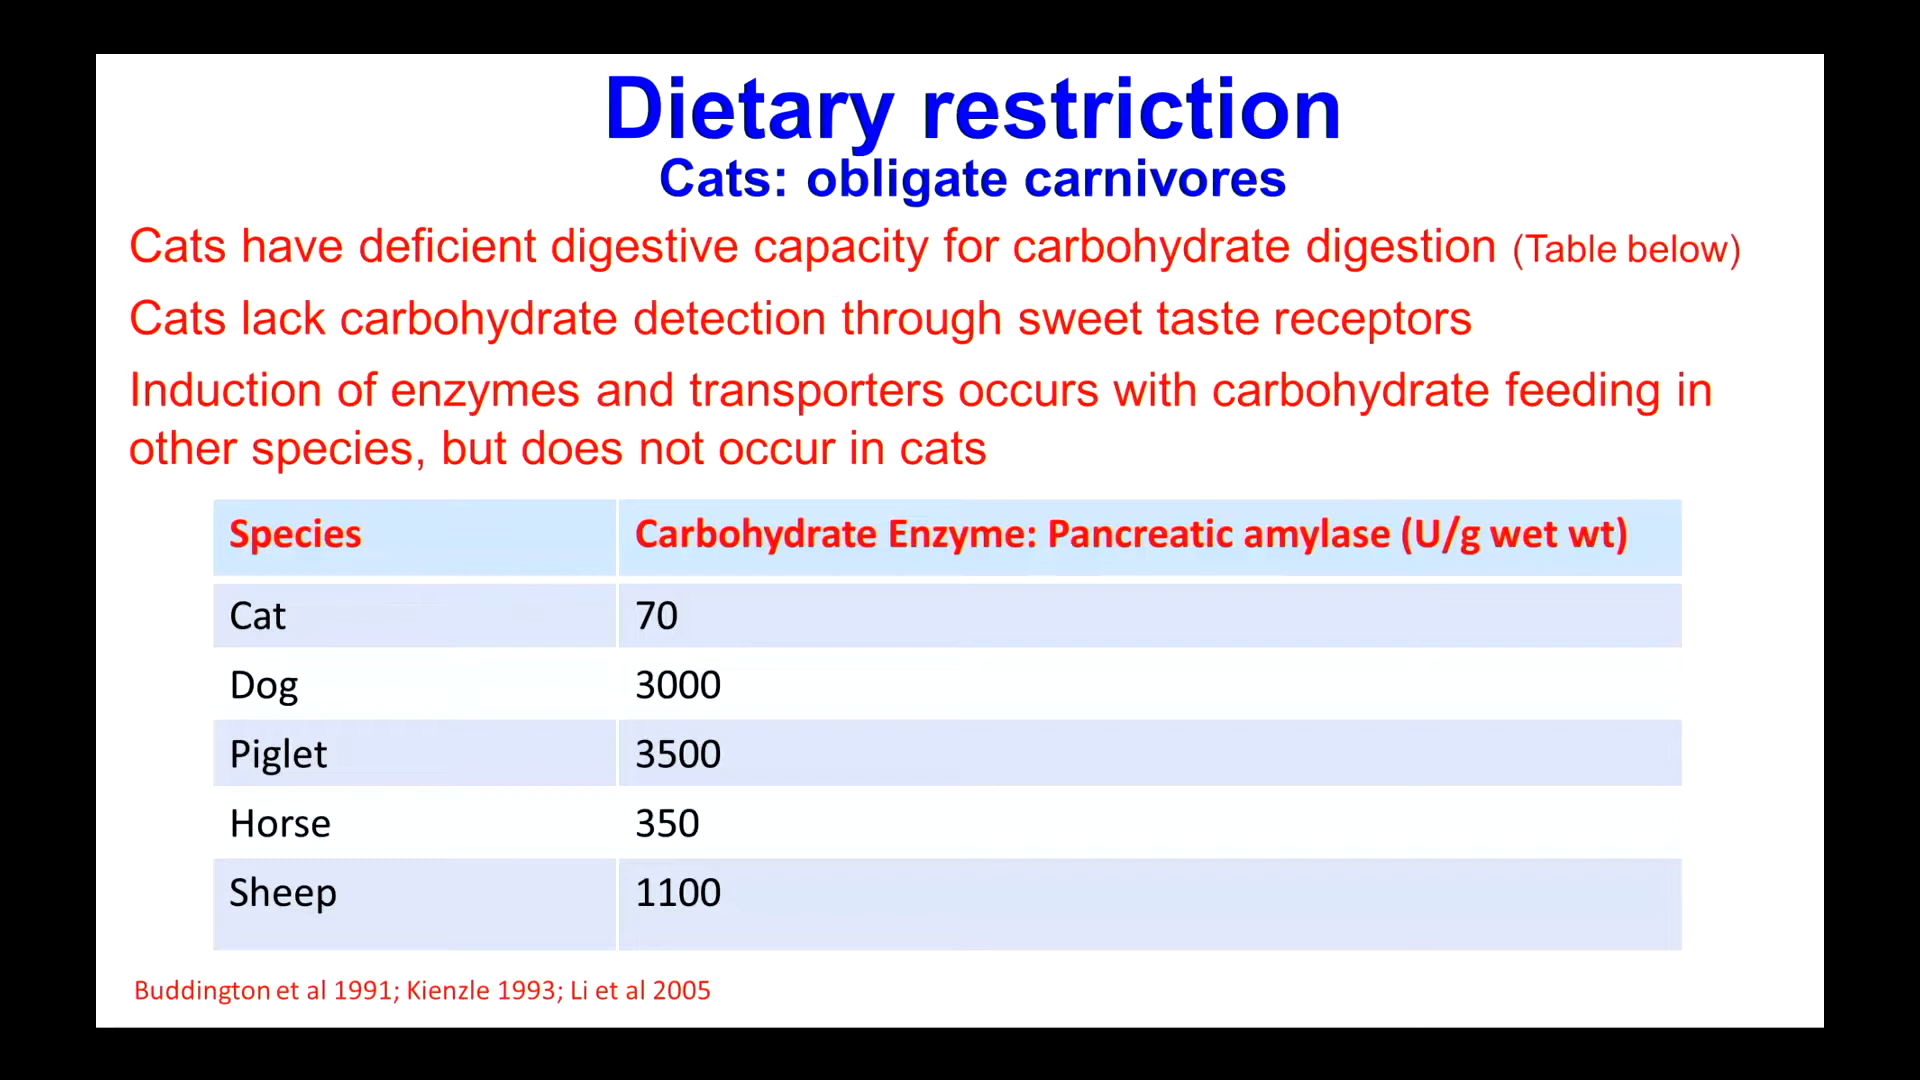 Dietary restriction
Cats: obligate carnivores
Cats have deficient digestive capacity for carbohydrate digestion (Table below)
Cats lack carbohydrate detection through sweet taste receptors
Induction of enzymes and transporters occurs with carbohydrate feeding in
other species, but does not occur in cats
Species Carbohydrate Enzyme: Pancreatic amylase (U/g wet wt)
Cat 70
Dog 3000
Piglet 3500
Horse 350
Sheep 1100
Buddington et al 1991; Kienzle 1993; Li et al 2005